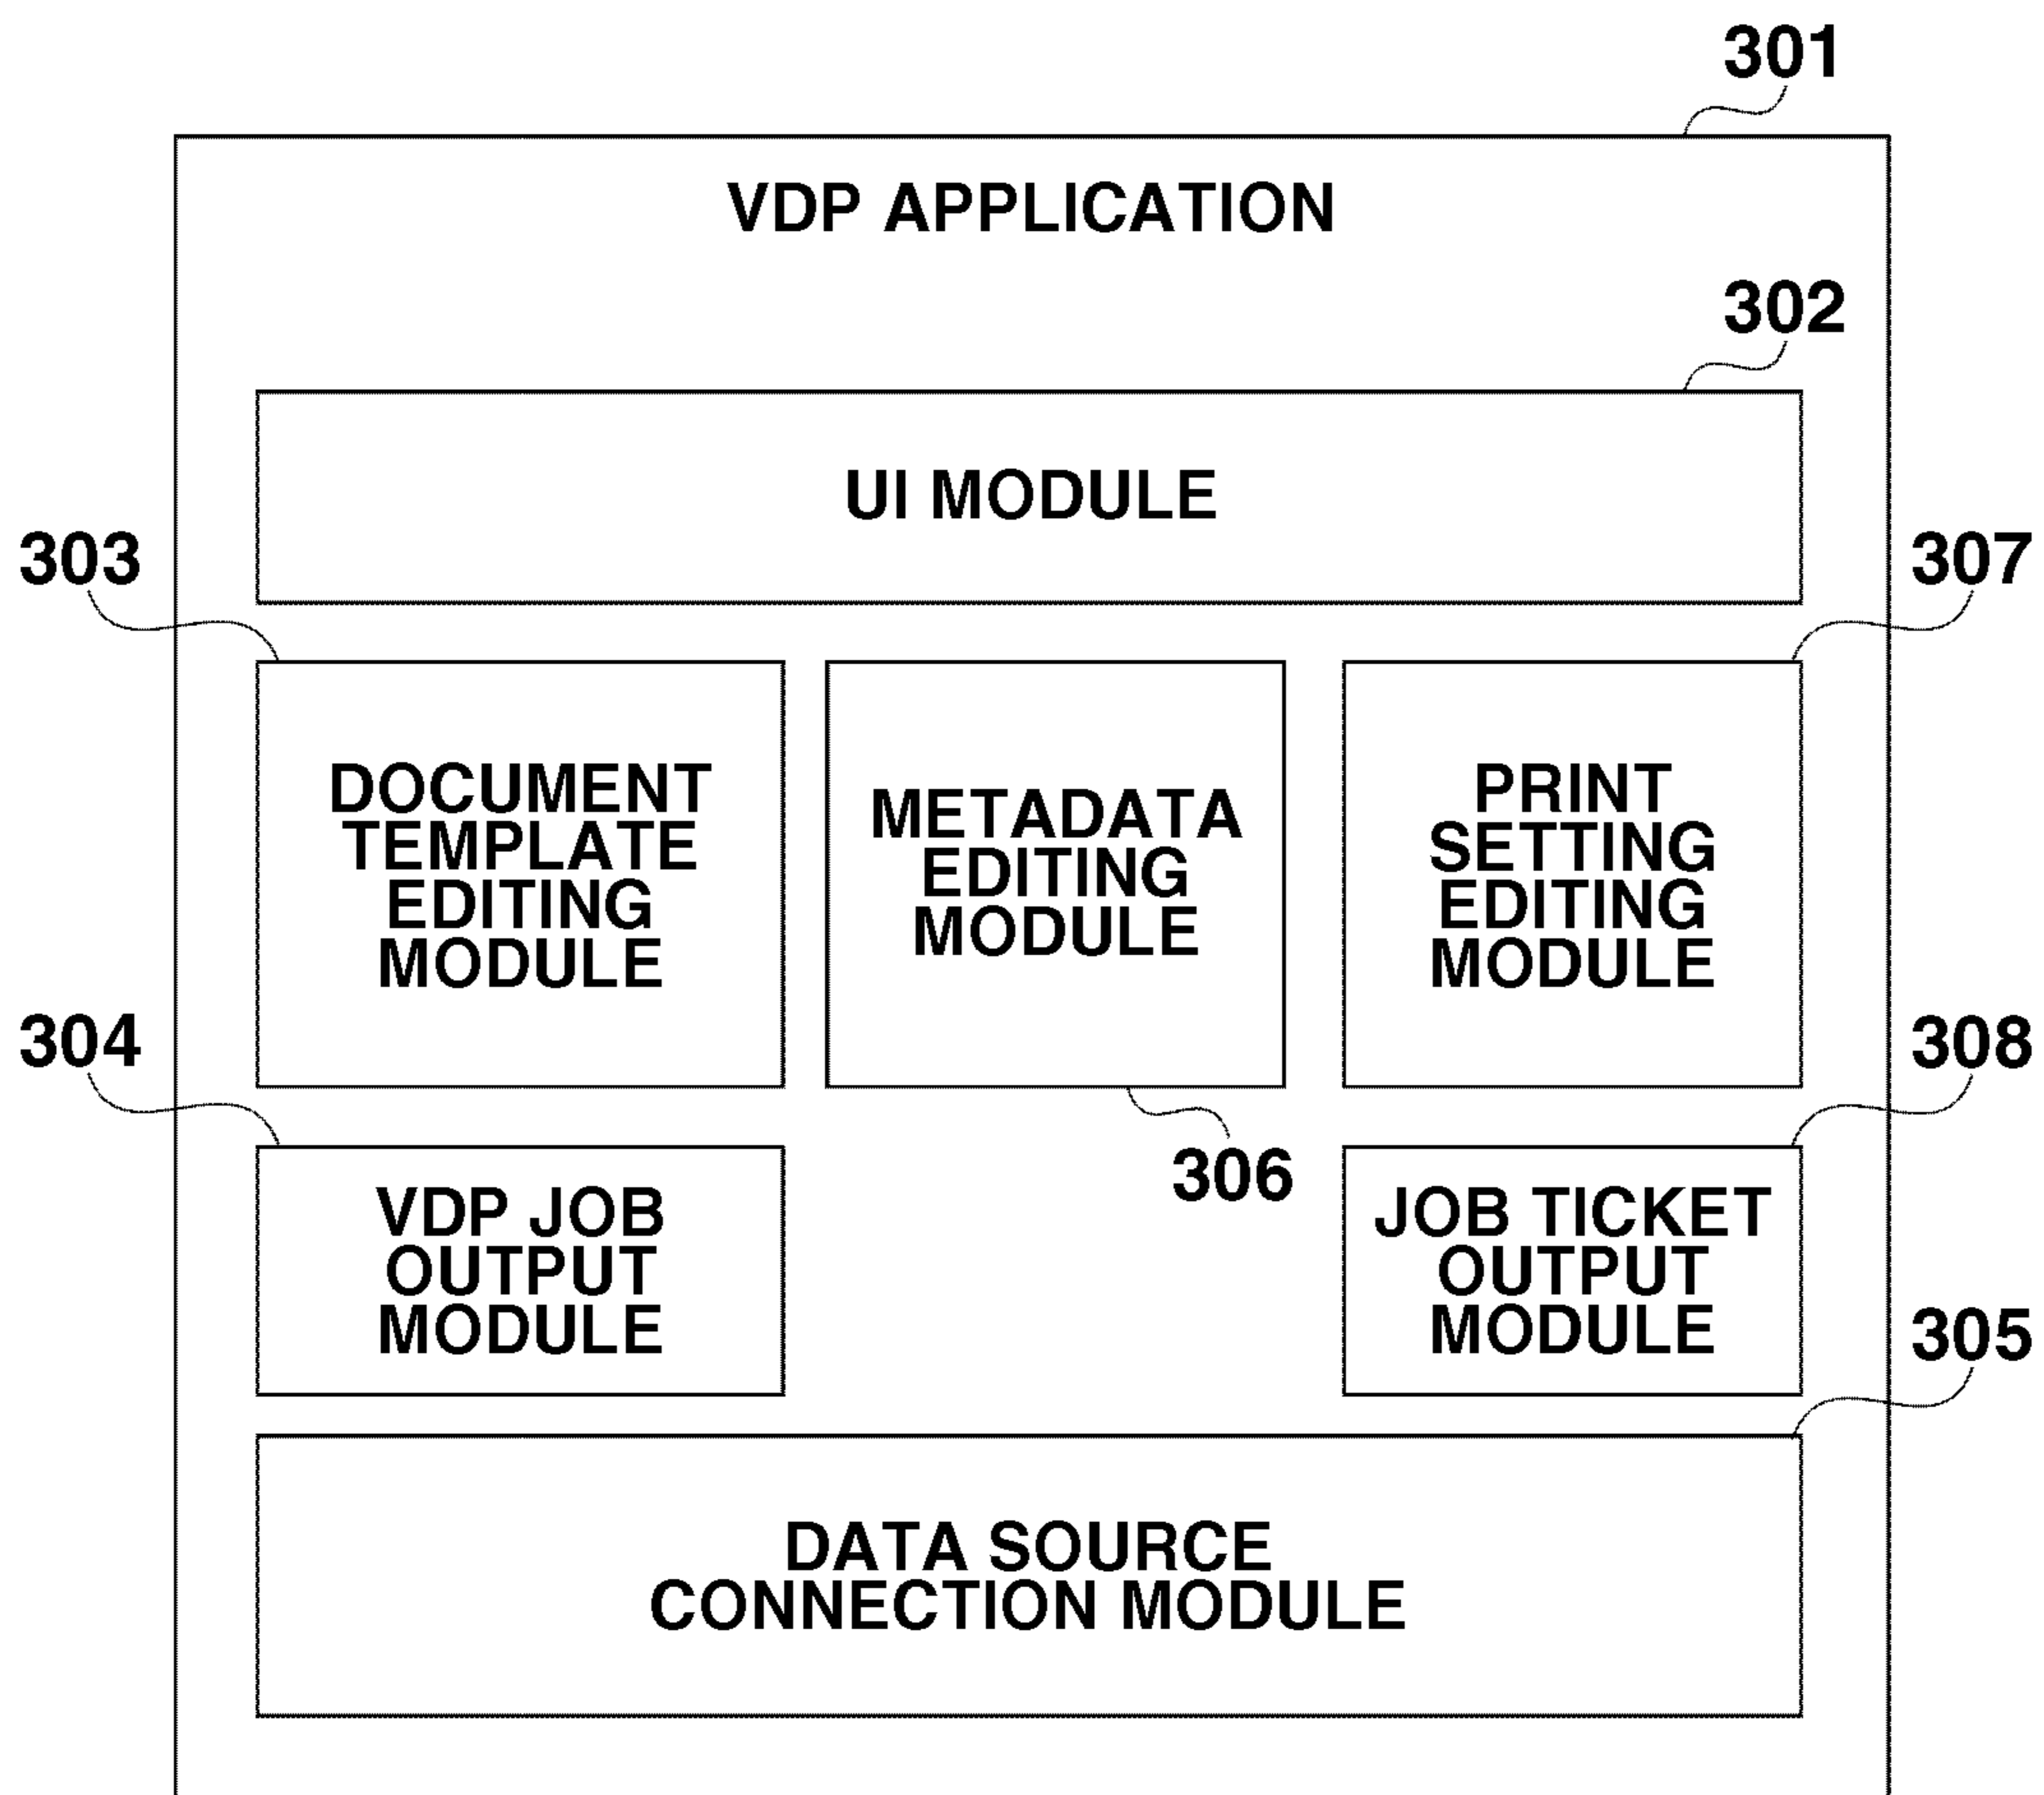 301
VDP APPLICATION
302
UI MODULE
303
307
DOCUMENT
TEMPLATE
EDITING
MODULE
METADATA
EDITING
MODULE
PRINT
SETTING
EDITING
MODULE
304
308
306
VDP JOB
OUTPUT
MODULE
JOB TICKET
OUTPUT
MODULE
305
DATA SOURCE
CONNECTION MODULE